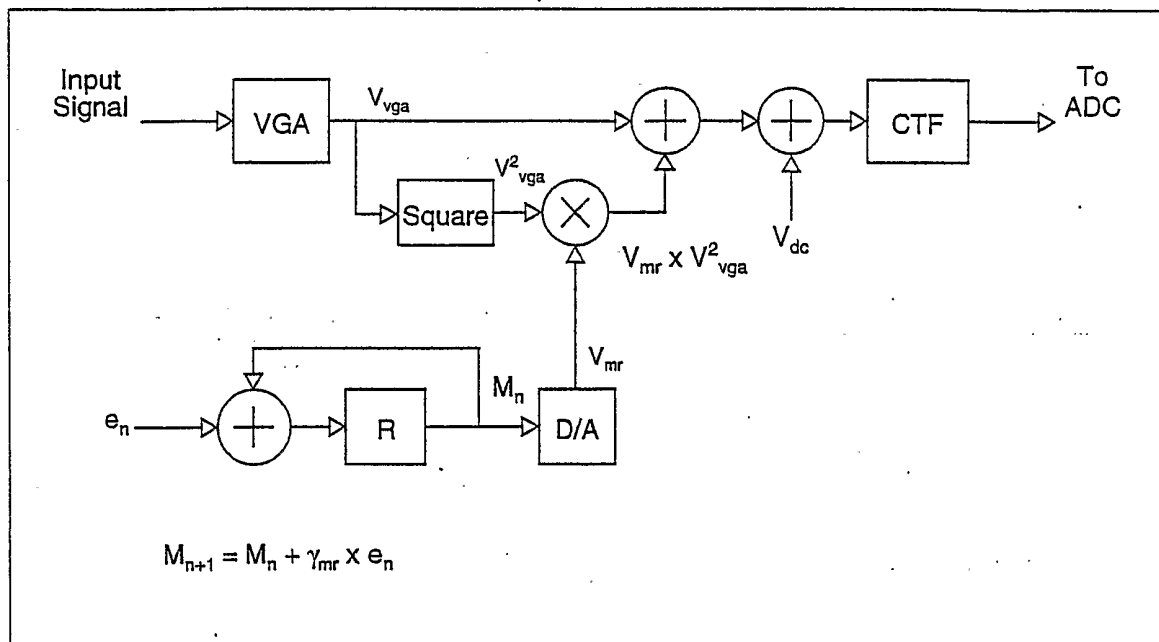 Input
Signal
VGA
V_vga
+
+
CTF
To
ADC
V²_vga
Square
×
V_dc
V_mr x V²_vga
V_mr
M_n
e_n
+
R
D/A
M_n+1 = M_n + γ_mr x e_n